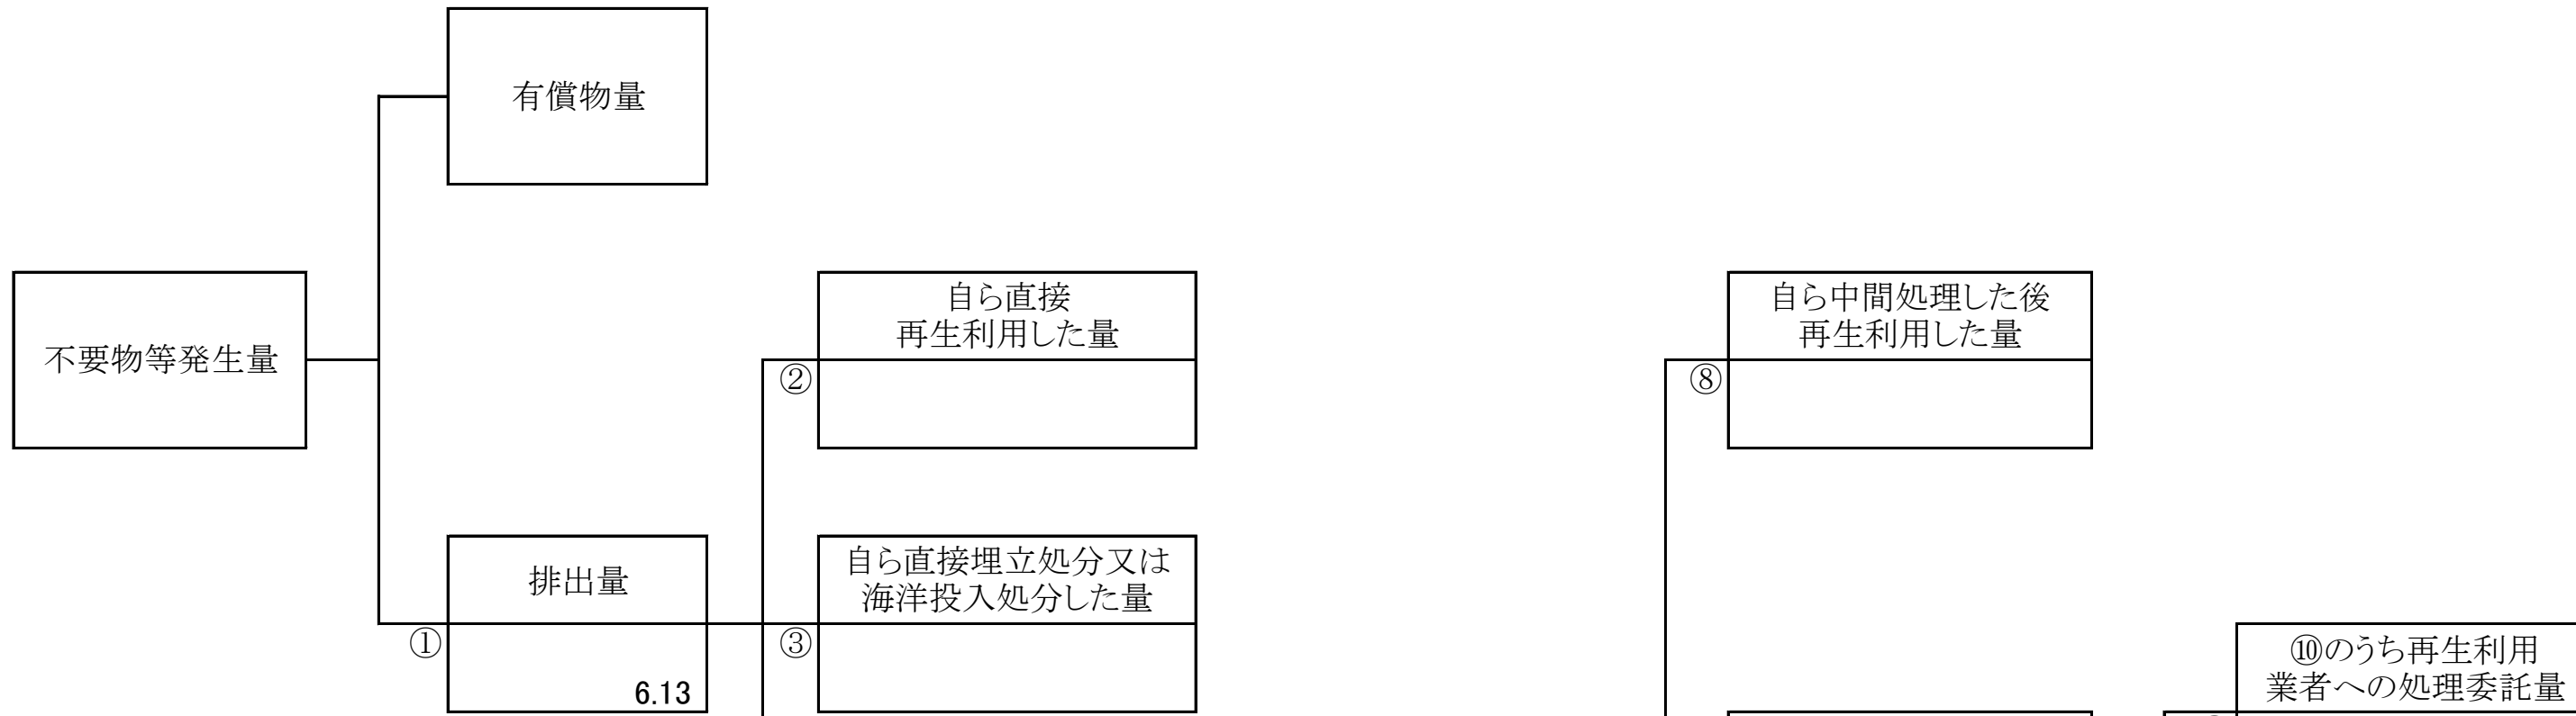 有償物量
自ら直接
再生利用した量
自ら中間処理した後
再生利用した量
不要物等発生量
②
⑧
自ら直接埋立処分又は
海洋投入処分した量
排出量
①
③
6.13
⑩のうち再生利用
業者への処理委託量